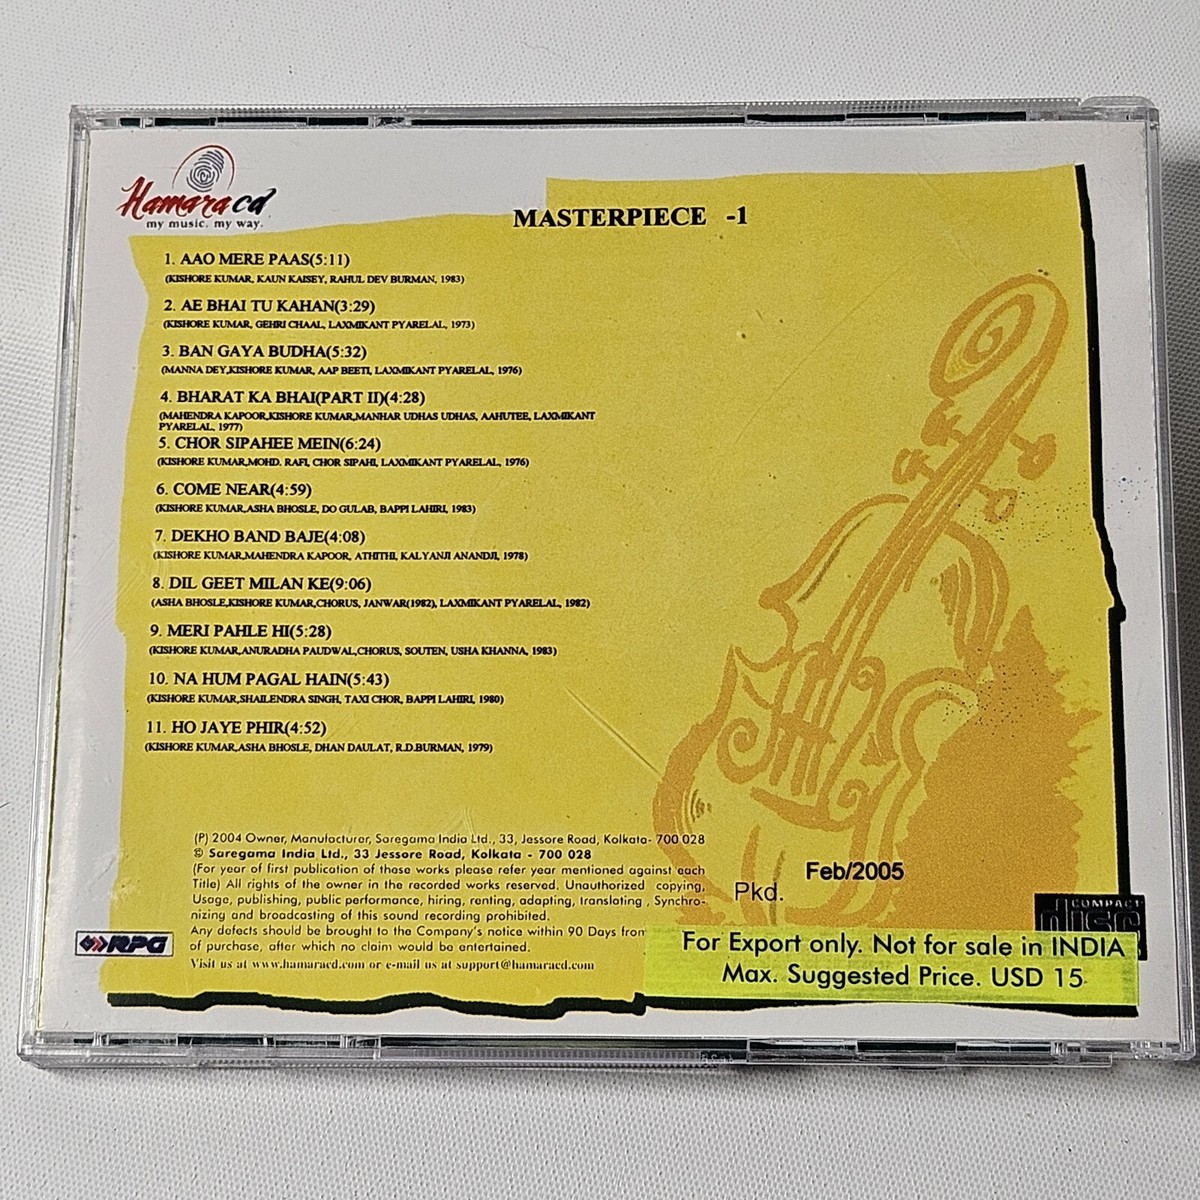 Hamaracd
my music. my way.
MASTERPIECE -1
1. AAO MERE PAAS(5:11)
(KISHORE KUMAR, KAUN KAISEY, RAHUL DEV BURMAN, 1983)
2. AE BHAI TU KAHAN(3:29)
(KISHORE KUMAR, GEHRI CHAAL, LAXMIKANT PYARELAL, 1973)
3. BAN GAYA BUDHA(5:32)
(MANNA DEY,KISHORE KUMAR, AAP BEETI, LAXMIKANT PYARELAL, 1976)
4. BHARAT KA BHAI(PART II)(4:28)
(MAHENDRA KAPOOR,KISHORE KUMAR,MANHAR UDHAS UDHAS, AAHUTEE, LAXMIKANT
PYARELAL, 1977)
5. CHOR SIPAHEE MEIN(6:24)
(KISHORE KUMAR,MOHD. RAFI, CHOR SIPAHI, LAXMIKANT PYARELAL, 1976)
6. COME NEAR(4:59)
(KISHORE KUMAR,ASHA BHOSLE, DO GULAB, BAPPI LAHIRI, 1983)
7. DEKHO BAND BAJE(4:08)
(KISHORE KUMAR,MAHENDRA KAPOOR, ATHITHI, KALYANJI ANANDJI, 1978)
8. DIL GEET MILAN KE(9:06)
(ASHA BHOSLE,KISHORE KUMAR,CHORUS, JANWAR(1982), LAXMIKANT PYARELAL, 1982)
9. MERI PAHLE HI(5:28)
(KISHORE KUMAR,ANURADHA PAUDWAL,CHORUS, SOUTEN, USHA KHANNA, 1983)
10. NA HUM PAGAL HAIN(5:43)
(KISHORE KUMAR,SHAILENDRA SINGH, TAXI CHOR, BAPPI LAHIRI, 1980)
11. HO JAYE PHIR(4:52)
(KISHORE KUMAR,ASHA BHOSLE, DHAN DAULAT, R.D.BURMAN, 1979)
(P) 2004 Owner, Manufacturer, Saregama India Ltd., 33, Jessore Road, Kolkata- 700 028
© Saregama India Ltd., 33 Jessore Road, Kolkata - 700 028
(For year of first publication of these works please refer year mentioned against each
Title) All rights of the owner in the recorded works reserved. Unauthorized copying,
Usage, publishing, public performance, hiring, renting, adapting, translating , Synchro-
nizing and broadcasting of this sound recording prohibited.
Any defects should be brought to the Company's notice within 90 Days from
of purchase, after which no claim would be entertained.
Visit us at www.hamaracd.com or e-mail us at support@hamaracd.com
RPG
Pkd. Feb/2005
COMPACT
disc
For Export only. Not for sale in INDIA
Max. Suggested Price. USD 15